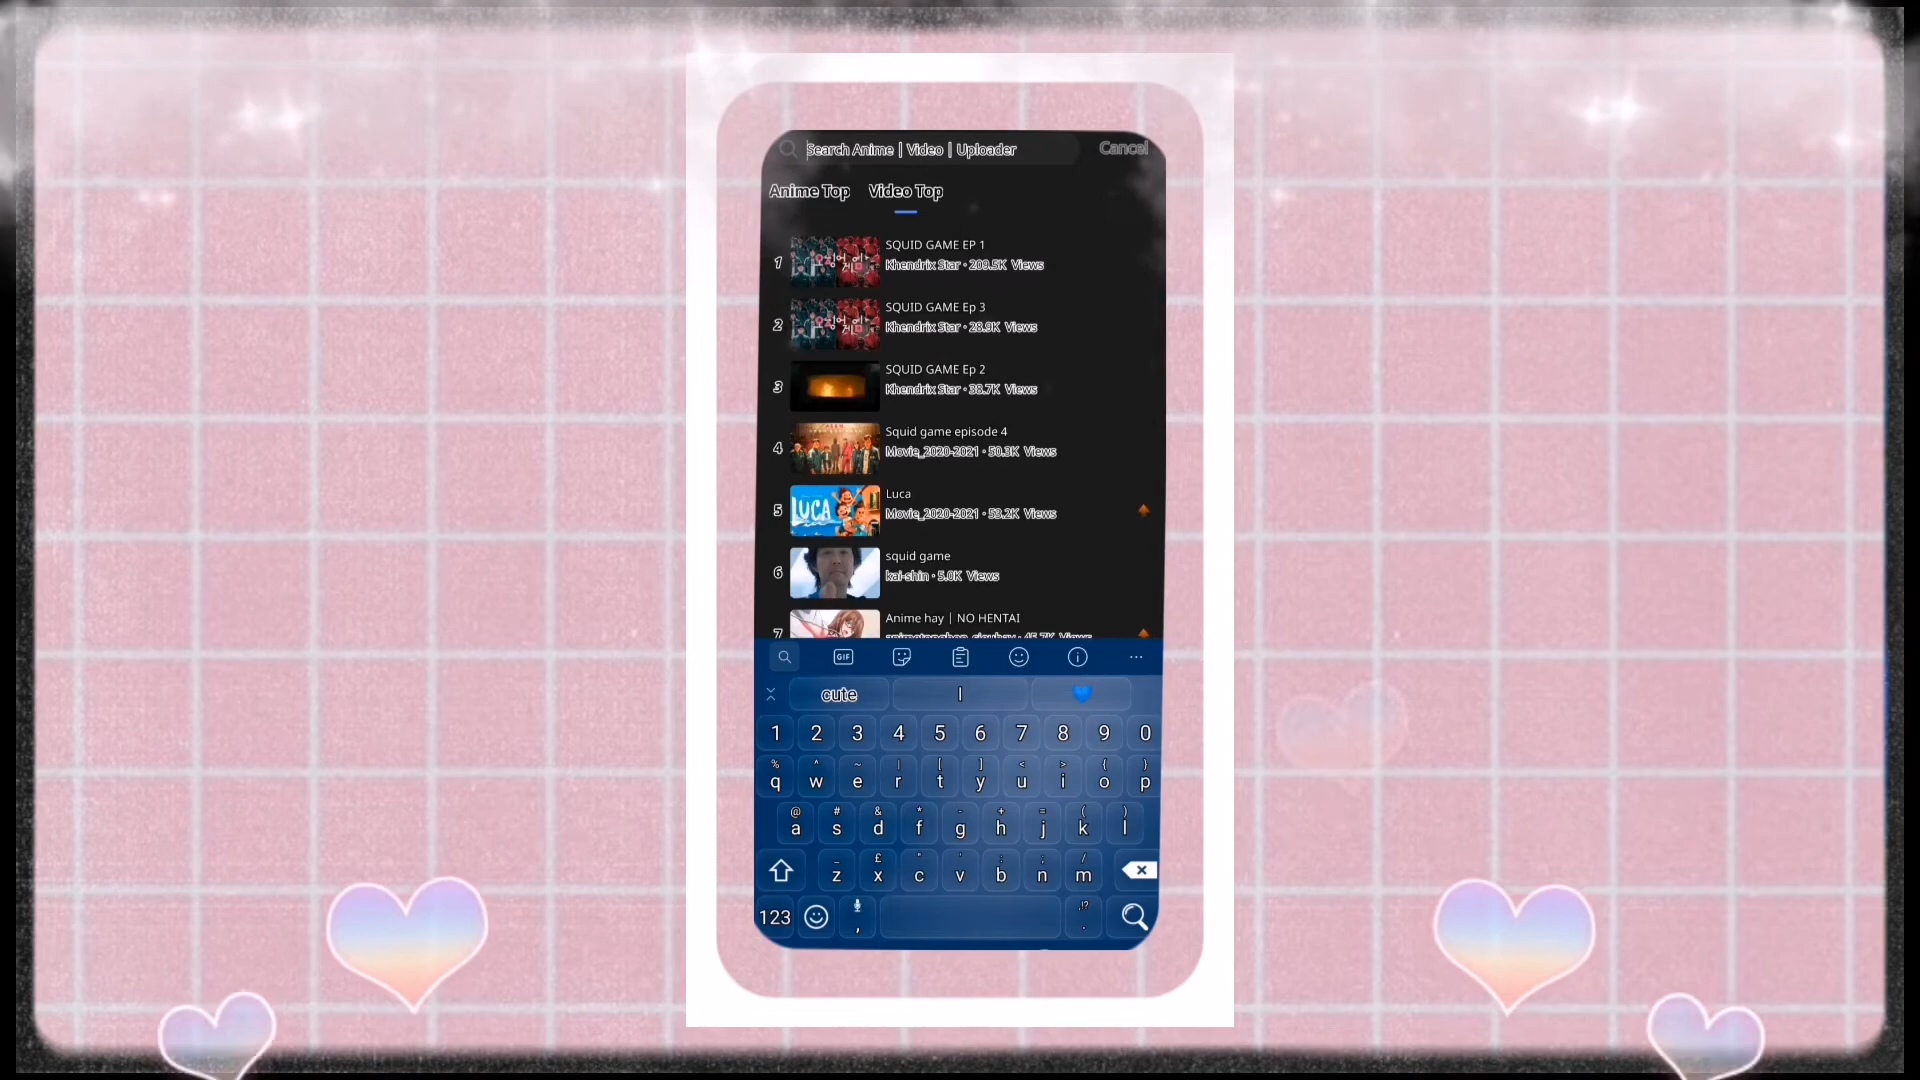 Search Anime | Video | Uploader
Cancel
Anime Top
Video Top
1
SQUID GAME EP 1
Khendrix Star • 209.5K Views
2
SQUID GAME Ep 3
Khendrix Star • 28.9K Views
3
SQUID GAME Ep 2
Khendrix Star • 38.7K Views
4
Squid game episode 4
Movie_2020-2021 • 50.3K Views
5
LUCA
Luca
Movie_2020-2021 • 53.2K Views
6
squid game
kai-shin • 5.0K Views
7
Anime hay | NO HENTAI
GIF
cute
I
1 2 3 4 5 6 7 8 9 0
% ^ ~ | [ ] < > { }
q w e r t y u i o p
@ # & * - + = ( )
a s d f g h j k l
_ £ " ' : ; /
z x c v b n m
,!?
123 , .